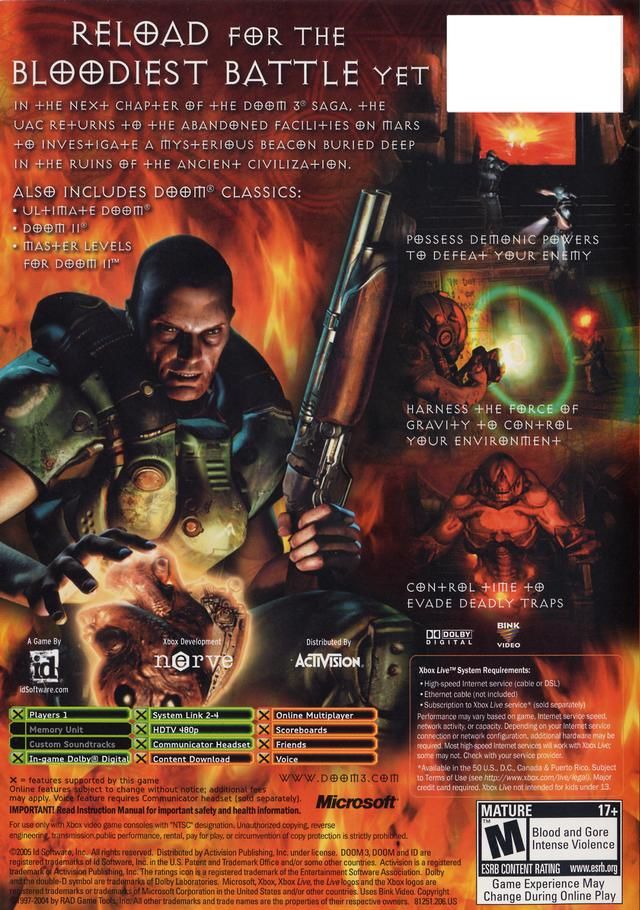 RELOAD FOR THE
BLOODIEST BATTLE YET
IN THE NEXT CHAPTER OF THE DOOM 3® SAGA, THE
UAC RETURNS TO THE ABANDONED FACILITIES ON MARS
TO INVESTIGATE A MYSTERIOUS BEACON BURIED DEEP
IN THE RUINS OF THE ANCIENT CIVILIZATION.
ALSO INCLUDES DOOM® CLASSICS:
• ULTIMATE DOOM®
• DOOM II®
• MASTER LEVELS
FOR DOOM II™
POSSESS DEMONIC POWERS
TO DEFEAT YOUR ENEMY
HARNESS THE FORCE OF
GRAVITY TO CONTROL
YOUR ENVIRONMENT
CONTROL TIME TO
EVADE DEADLY TRAPS
A Game By
id
idSoftware.com
Xbox Development
nerve
Distributed By
ACTIVISION.
DOLBY
DIGITAL
BINK
VIDEO
X Players 1
Memory Unit
Custom Soundtracks
X In-game Dolby® Digital
X System Link 2-4
X HDTV 480p
X Communicator Headset
X Content Download
X Online Multiplayer
X Scoreboards
X Friends
X Voice
X = features supported by this game
Online features subject to change without notice; additional fees
may apply. Voice feature requires Communicator headset (sold separately).
IMPORTANT! Read Instruction Manual for important safety and health information.
WWW.DOOM3.COM
Microsoft®
Xbox Live™ System Requirements:
• High-speed Internet service (cable or DSL)
• Ethernet cable (not included)
• Subscription to Xbox Live service* (sold separately)
Performance may vary based on game, Internet service speed,
network activity, or capacity. Depending on your Internet service
connection or network configuration, additional hardware may be
required. Most high-speed Internet services will work with Xbox Live;
some may not. Check with your service provider.
*Available in the 50 U.S., D.C., Canada & Puerto Rico. Subject
to Terms of Use (see http://www.xbox.com/live/legal). Major
credit card required. Xbox Live not intended for kids under 13.
For use only with Xbox video game consoles with "NTSC" designation. Unauthorized copying, reverse
engineering, transmission, public performance, rental, pay for play, or circumvention of copy protection is strictly prohibited.
©2005 Id Software, Inc. All rights reserved. Distributed by Activision Publishing, Inc. under license. DOOM3, DOOM and ID are
registered trademarks of Id Software, Inc. in the U.S. Patent and Trademark Office and/or some other countries. Activision is a registered
trademark of Activision Publishing, Inc. The ratings icon is a registered trademark of the Entertainment Software Association. Dolby
and the double-D symbol are trademarks of Dolby Laboratories. Microsoft, Xbox, Xbox Live, the Live logos and the Xbox logos are
registered trademarks or trademarks of Microsoft Corporation in the United States and/or other countries. Uses Bink Video. Copyright
©1997-2004 by RAD Game Tools, Inc. All other trademarks and trade names are the properties of their respective owners. 81251.206.US
MATURE 17+
M
Blood and Gore
Intense Violence
ESRB CONTENT RATING www.esrb.org
Game Experience May
Change During Online Play